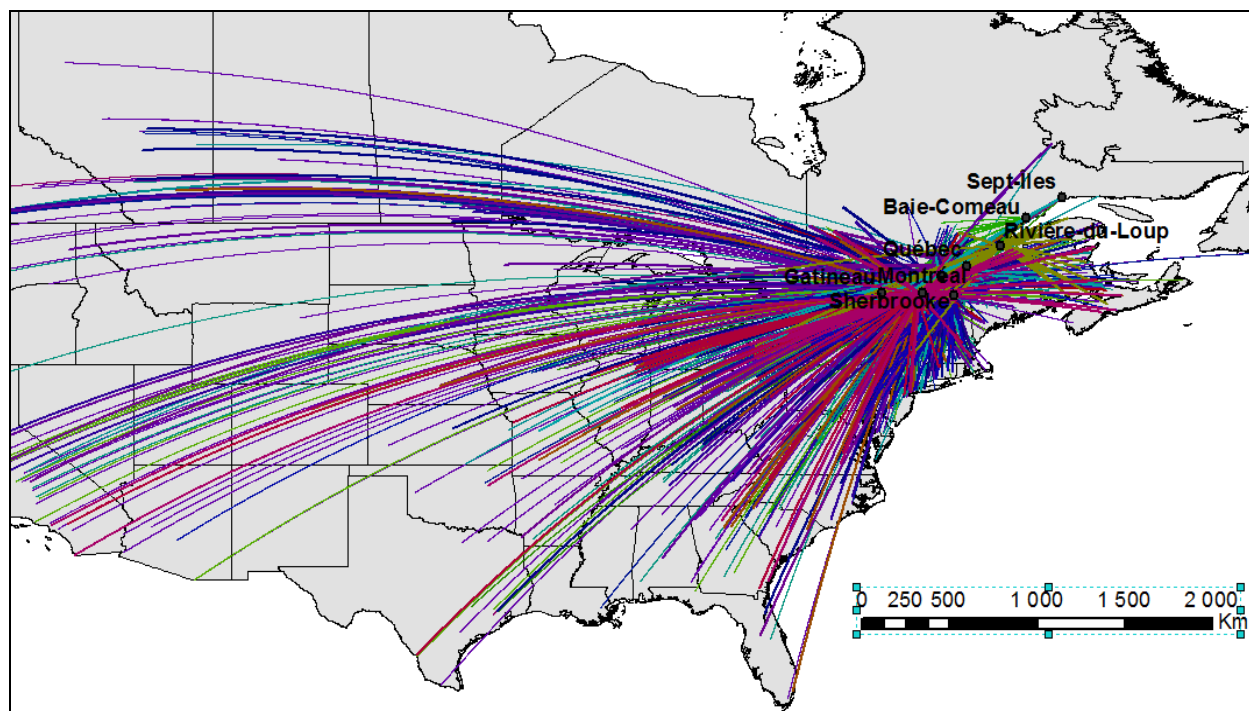 Sept-Iles
Baie-Comeau
Rivière-du-Loup
Québec
Gatineau
Montreal
Sherbrooke
0 250 500 1 000 1 500 2 000
Km